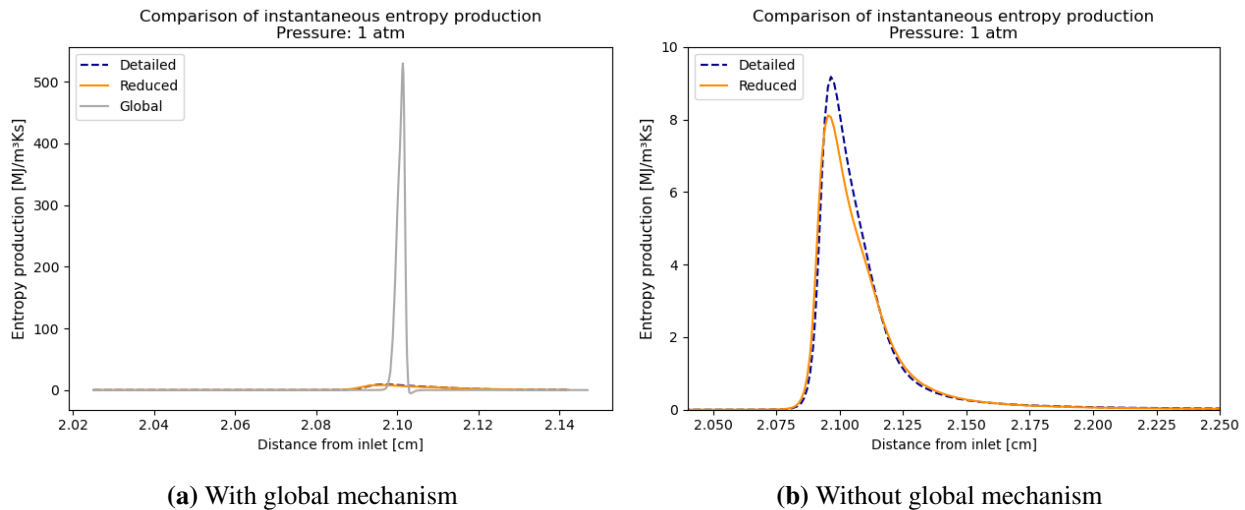 Comparison of instantaneous entropy production
Pressure: 1 atm
Detailed
Reduced
Global
500
400
300
200
100
0
Entropy production [MJ/m³Ks]
2.02
2.04
2.06
2.08
2.10
2.12
2.14
Distance from inlet [cm]
(a) With global mechanism
Comparison of instantaneous entropy production
Pressure: 1 atm
Detailed
Reduced
10
8
6
4
2
0
Entropy production [MJ/m³Ks]
2.050
2.075
2.100
2.125
2.150
2.175
2.200
2.225
2.250
Distance from inlet [cm]
(b) Without global mechanism